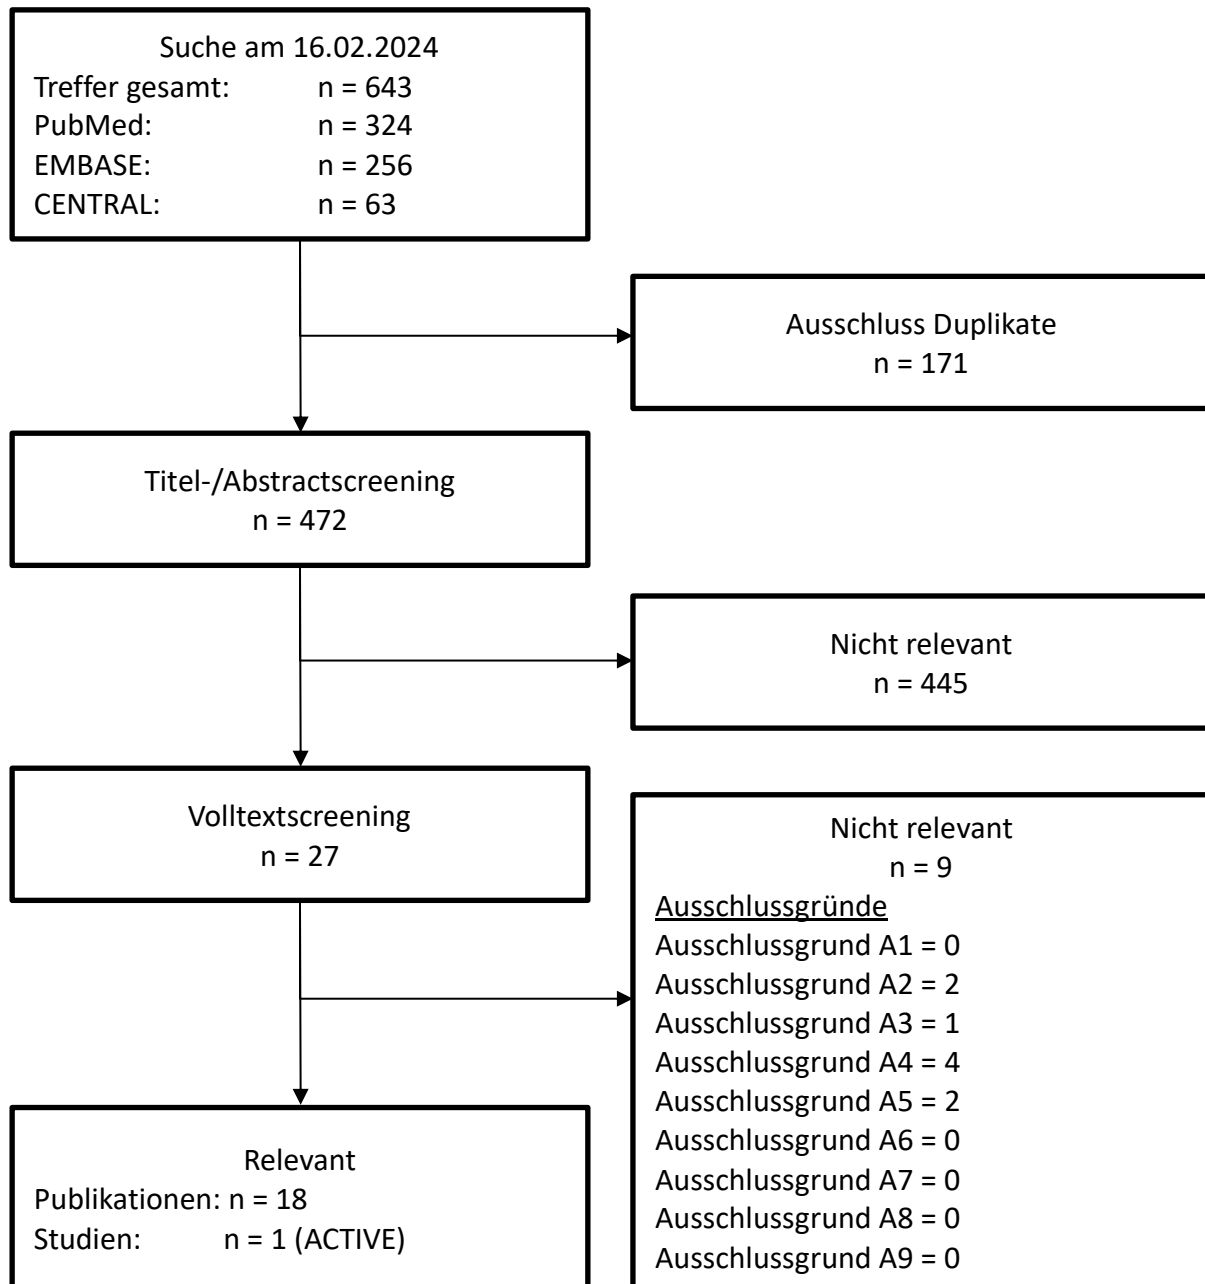 Suche am 16.02.2024
Treffer gesamt: n = 643
PubMed: n = 324
EMBASE: n = 256
CENTRAL: n = 63
Ausschluss Duplikate
n = 171
Titel-/Abstractscreening
n = 472
Nicht relevant
n = 445
Volltextscreening
n = 27
Nicht relevant
n = 9
Ausschlussgründe
Ausschlussgrund A1 = 0
Ausschlussgrund A2 = 2
Ausschlussgrund A3 = 1
Ausschlussgrund A4 = 4
Ausschlussgrund A5 = 2
Ausschlussgrund A6 = 0
Ausschlussgrund A7 = 0
Ausschlussgrund A8 = 0
Ausschlussgrund A9 = 0
Relevant
Publikationen: n = 18
Studien: n = 1 (ACTIVE)